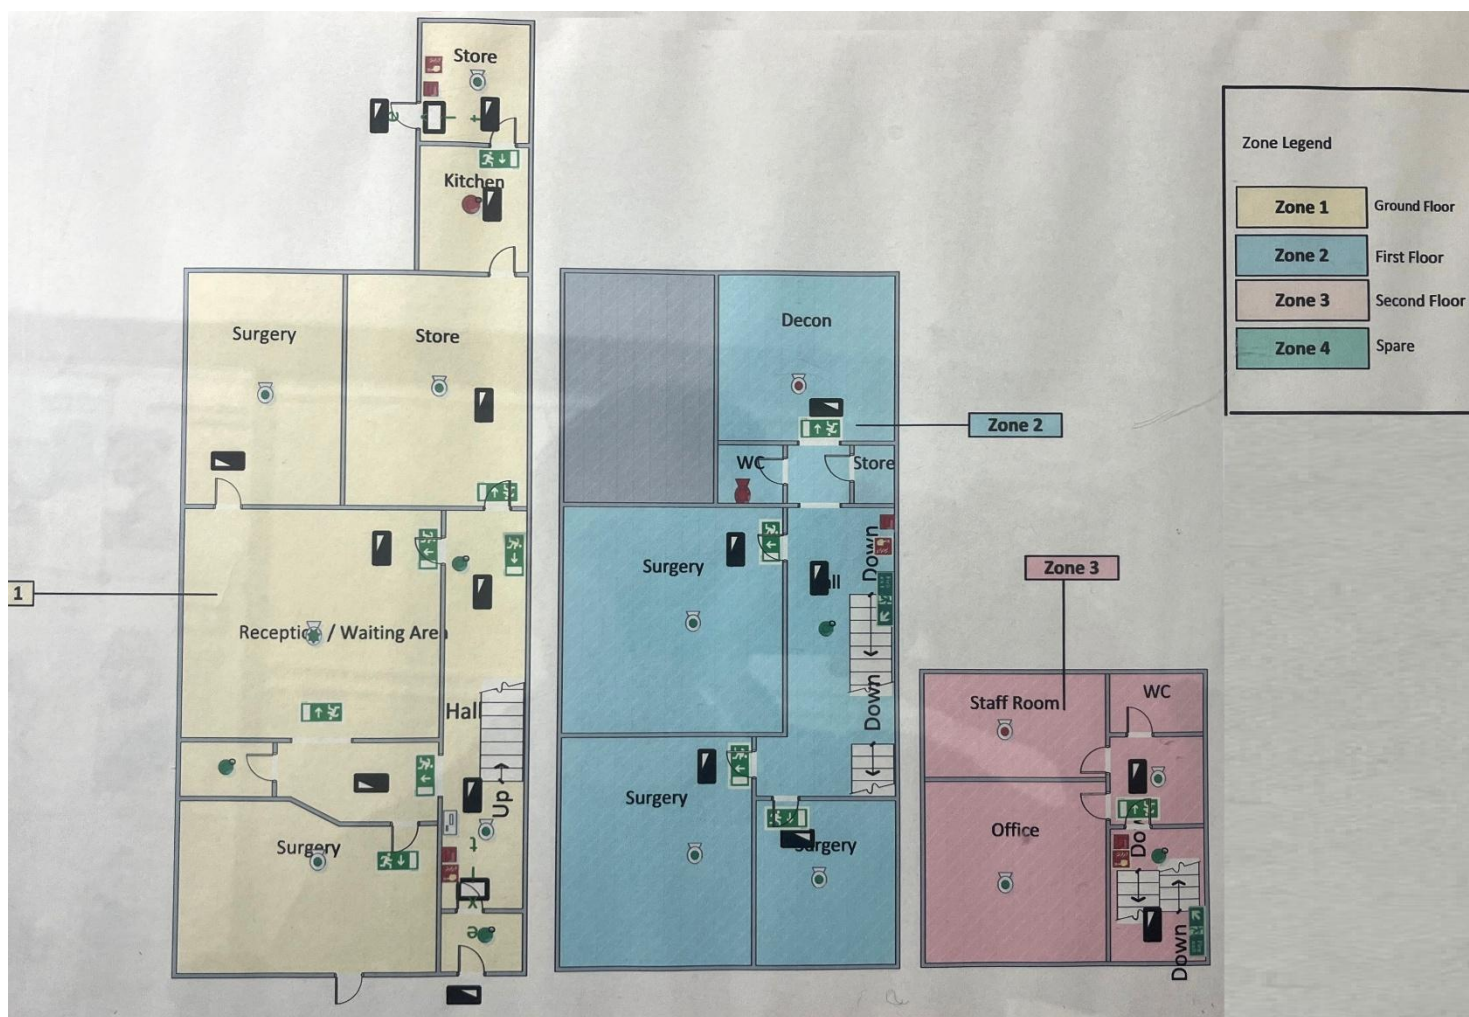 Store
Kitchen
Surgery
Store
Reception / Waiting Area
Hall
Up
Surgery
1
Decon
WC
Store
Surgery
Down
Down
Surgery
Surgery
Zone 2
Zone 3
Staff Room
WC
Office
Down
Zone Legend
Zone 1 Ground Floor
Zone 2 First Floor
Zone 3 Second Floor
Zone 4 Spare